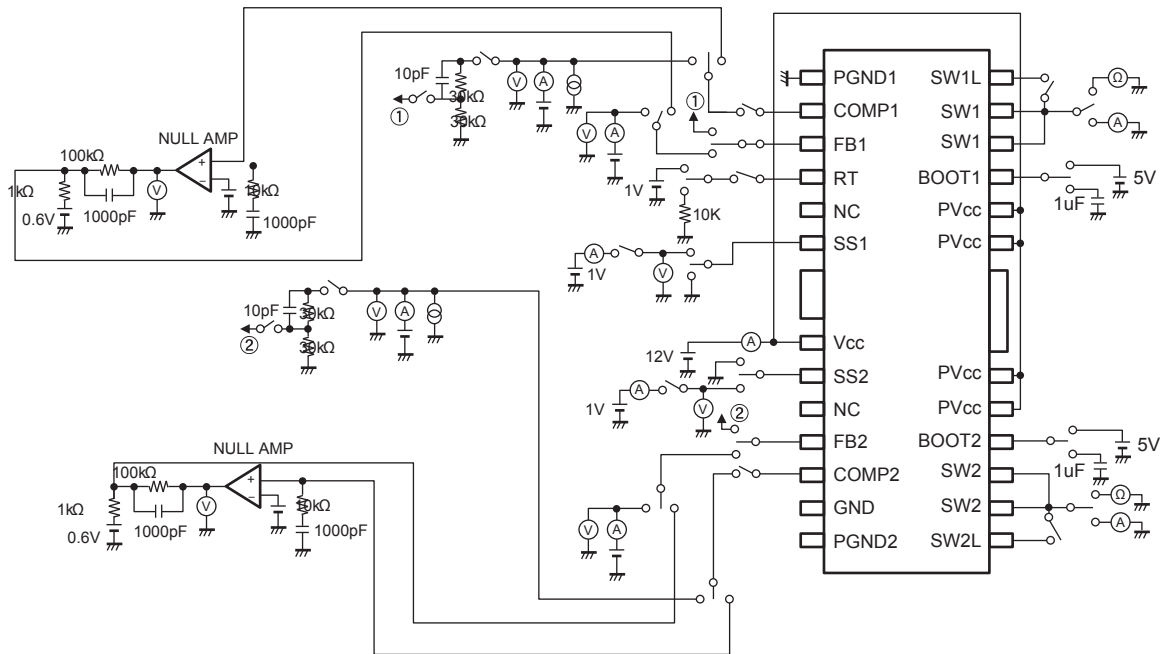 10pF
30kΩ
30kΩ
①
V
A
NULL AMP
100kΩ
+
−
1kΩ
0.6V
1000pF
V
10kΩ
1000pF
①
V
A
1V
10K
A
1V
V
10pF
30kΩ
30kΩ
②
V
A
A
12V
A
1V
V
②
NULL AMP
100kΩ
+
−
1kΩ
0.6V
1000pF
V
10kΩ
1000pF
V
A
PGND1
COMP1
FB1
RT
NC
SS1
Vcc
SS2
NC
FB2
COMP2
GND
PGND2
SW1L
SW1
SW1
BOOT1
PVcc
PVcc
PVcc
PVcc
BOOT2
SW2
SW2
SW2L
Ω
A
5V
1uF
5V
1uF
Ω
A